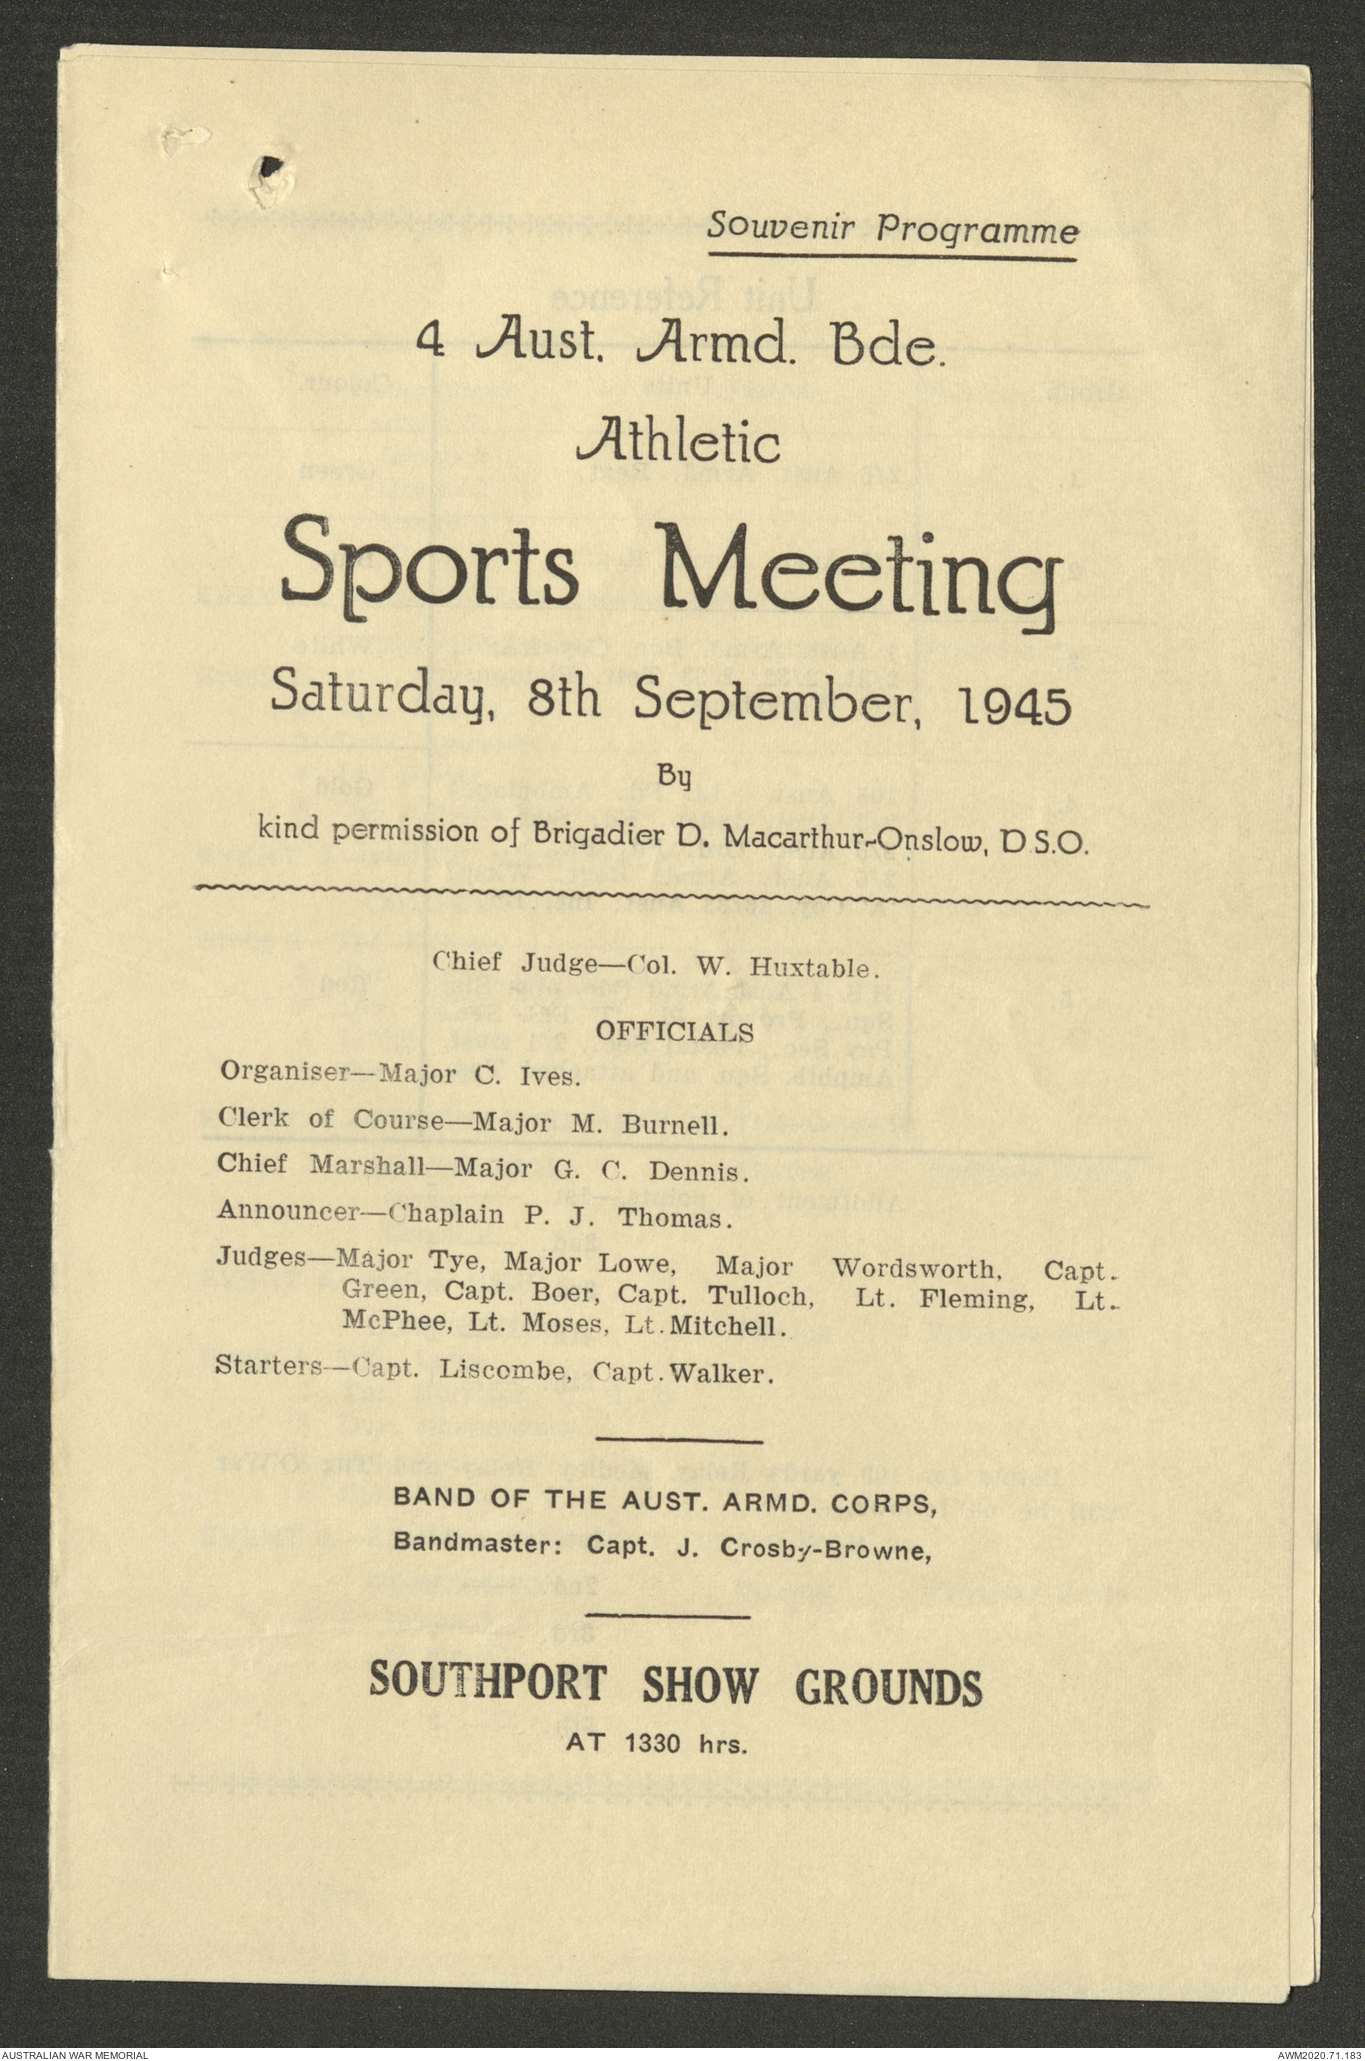 Souvenir Programme
4 Aust. Armd. Bde.
Athletic
Sports Meeting
Saturday, 8th September, 1945
By
kind permission of Brigadier D. Macarthur-Onslow, D.S.O.
Chief Judge—Col. W. Huxtable.
OFFICIALS
Organiser—Major C. Ives.
Clerk of Course—Major M. Burnell.
Chief Marshall—Major G. C. Dennis.
Announcer—Chaplain P. J. Thomas.
Judges—Major Tye, Major Lowe, Major Wordsworth, Capt.
Green, Capt. Boer, Capt. Tulloch, Lt. Fleming, Lt.
McPhee, Lt. Moses, Lt. Mitchell.
Starters—Capt. Liscombe, Capt. Walker.
BAND OF THE AUST. ARMD. CORPS,
Bandmaster: Capt. J. Crosby-Browne,
SOUTHPORT SHOW GROUNDS
AT 1330 hrs.
AUSTRALIAN WAR MEMORIAL
AWM2020.71.183